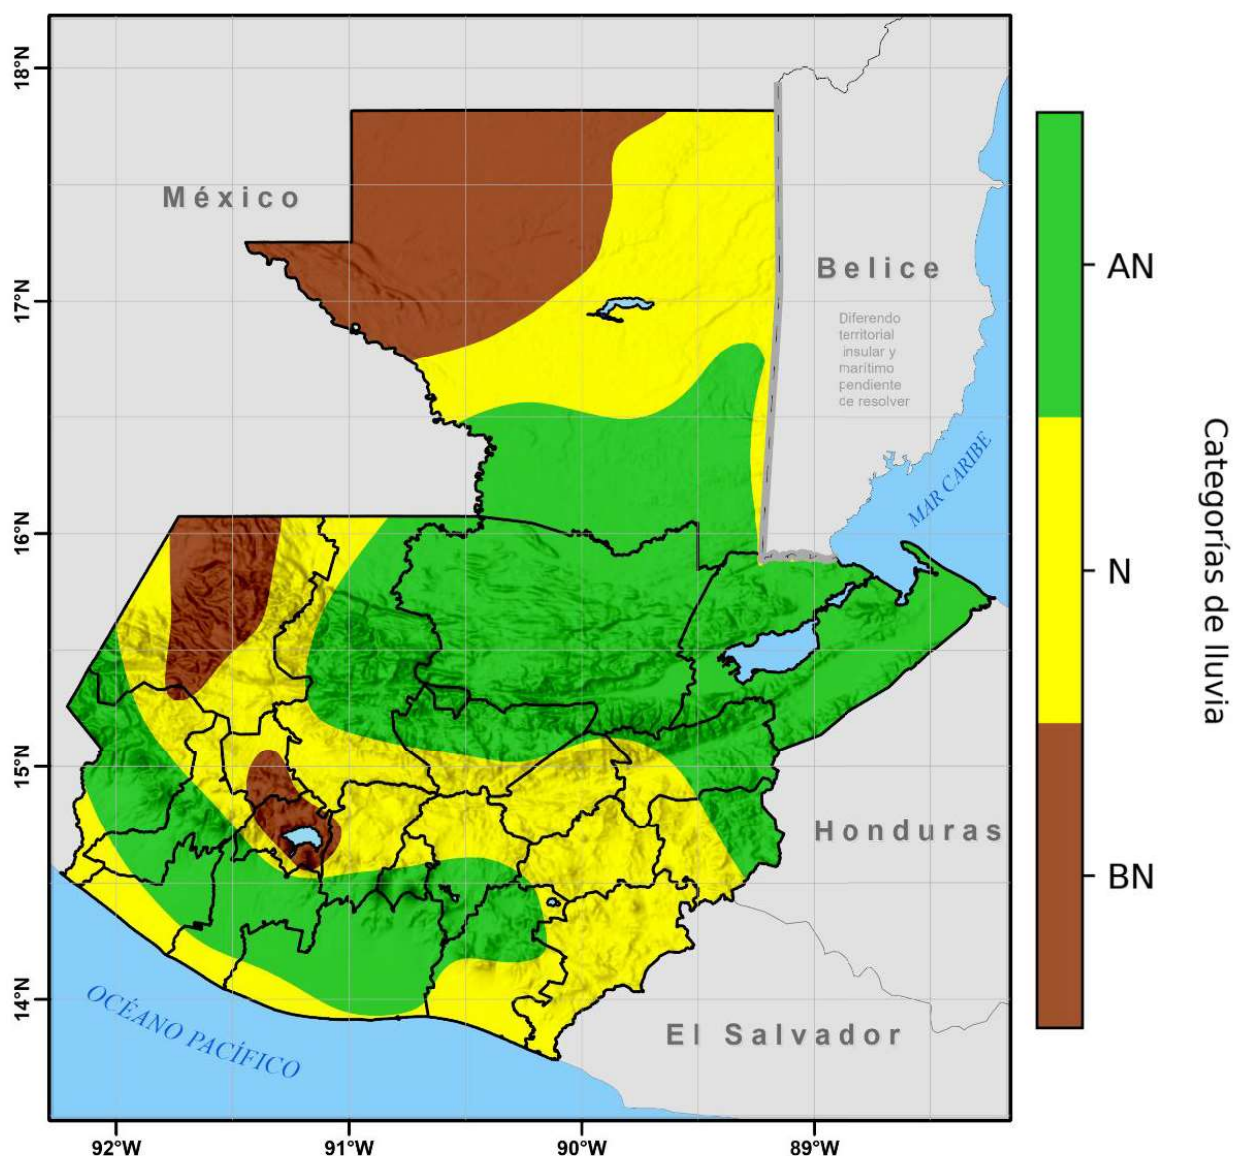 18°N
17°N
16°N
15°N
14°N
92°W
91°W
90°W
89°W
México
Belice
Diferendo
territorial
insular y
marítimo
pendiente
de resolver
MAR CARIBE
Honduras
El Salvador
OCÉANO PACÍFICO
AN
N
BN
Categorías de lluvia